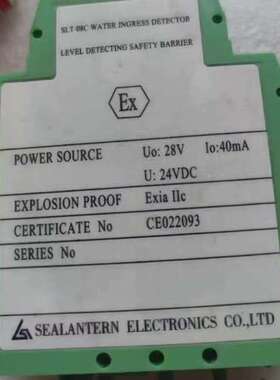 SLT-08C WATER INGRESS DETECTOR
LEVEL DETECTING SAFETY BARRIER
Ex
POWER SOURCE Uo: 28V Io:40mA
U: 24VDC
EXPLOSION PROOF Exia IIc
CERTIFICATE No CE022093
SERIES No
SEALANTERN ELECTRONICS CO.,LTD